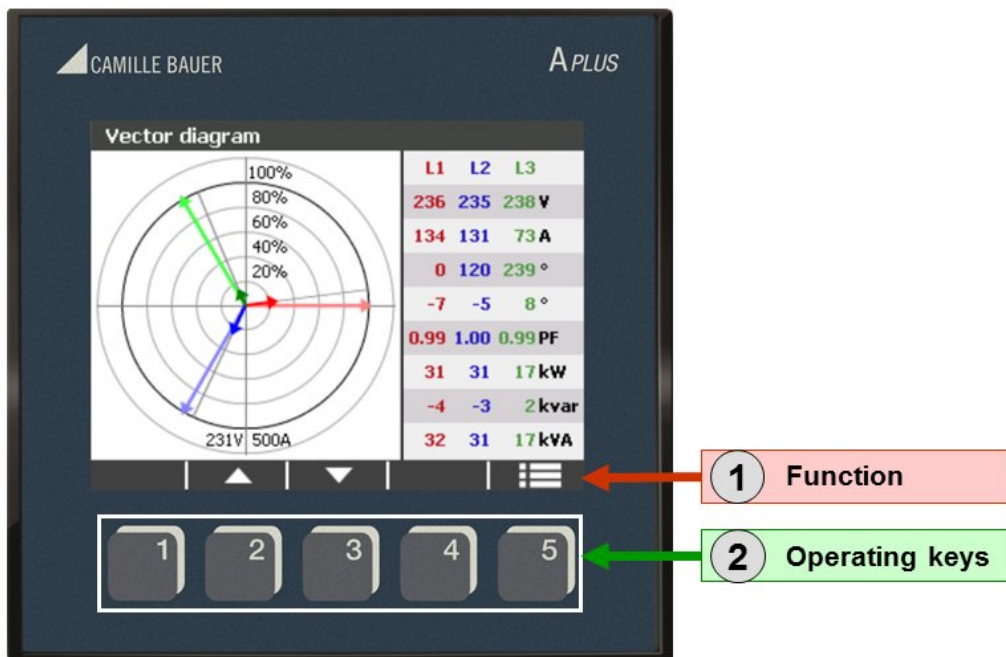 CAMILLE BAUER
A PLUS
Vector diagram
100%
80%
60%
40%
20%
231V 500A
L1 L2 L3
236 235 238 V
134 131 73 A
0 120 239 °
-7 -5 8 °
0.99 1.00 0.99 PF
31 31 17 kW
-4 -3 2 kvar
32 31 17 kVA
1 Function
1 2 3 4 5
2 Operating keys